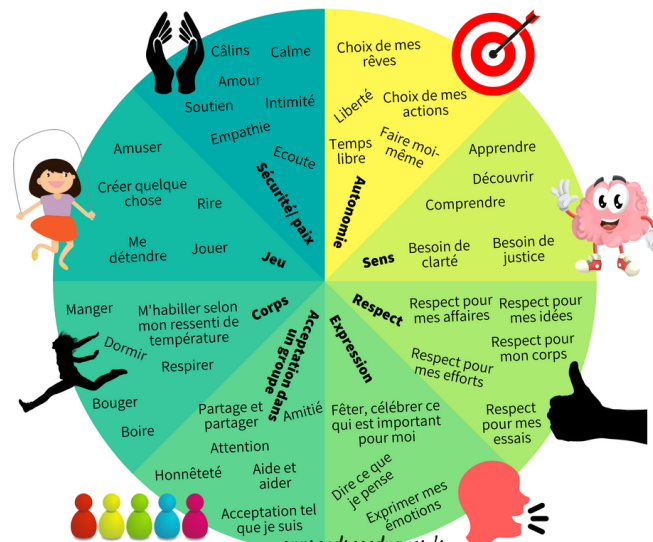 Câlins
Calme
Amour
Soutien
Intimité
Empathie
Ecoute
Sécurité/ paix
Choix de mes
rêves
Liberté
Choix de mes
actions
Temps
libre
Faire moi-
même
Autonomie
Apprendre
Découvrir
Comprendre
Besoin de
clarté
Besoin de
justice
Sens
Respect pour
mes affaires
Respect pour
mes idées
Respect pour
mon corps
Respect pour
mes efforts
Respect
pour mes
essais
Respect
Expression
Fêter, célébrer ce
qui est important
pour moi
Dire ce que
je pense
Exprimer mes
émotions
Acceptation dans
un groupe
Partage et
partager
Amitié
Attention
Honnêteté
Aide et
aider
Acceptation tel
que je suis
Corps
Manger
M'habiller selon
mon ressenti de
température
Dormir
Respirer
Bouger
Boire
Jeu
Amuser
Créer quelque
chose
Rire
Me
détendre
Jouer